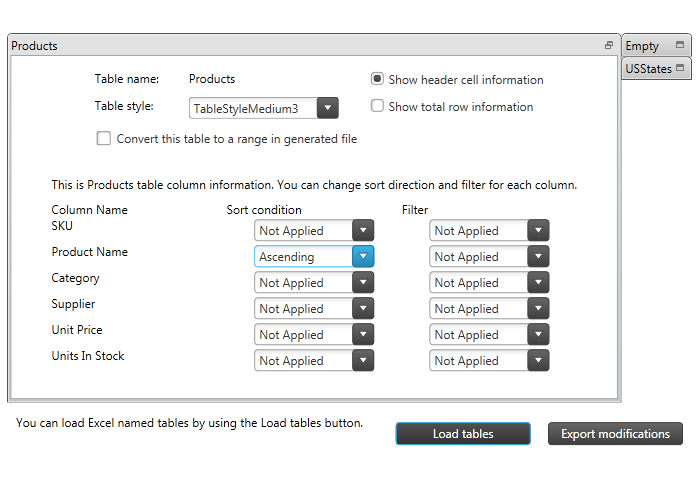 Products
Empty
USStates
Table name: Products
Show header cell information
Table style: TableStyleMedium3
Show total row information
Convert this table to a range in generated file
This is Products table column information. You can change sort direction and filter for each column.
Column Name Sort condition Filter
SKU Not Applied Not Applied
Product Name Ascending Not Applied
Category Not Applied Not Applied
Supplier Not Applied Not Applied
Unit Price Not Applied Not Applied
Units In Stock Not Applied Not Applied
You can load Excel named tables by using the Load tables button.
Load tables
Export modifications